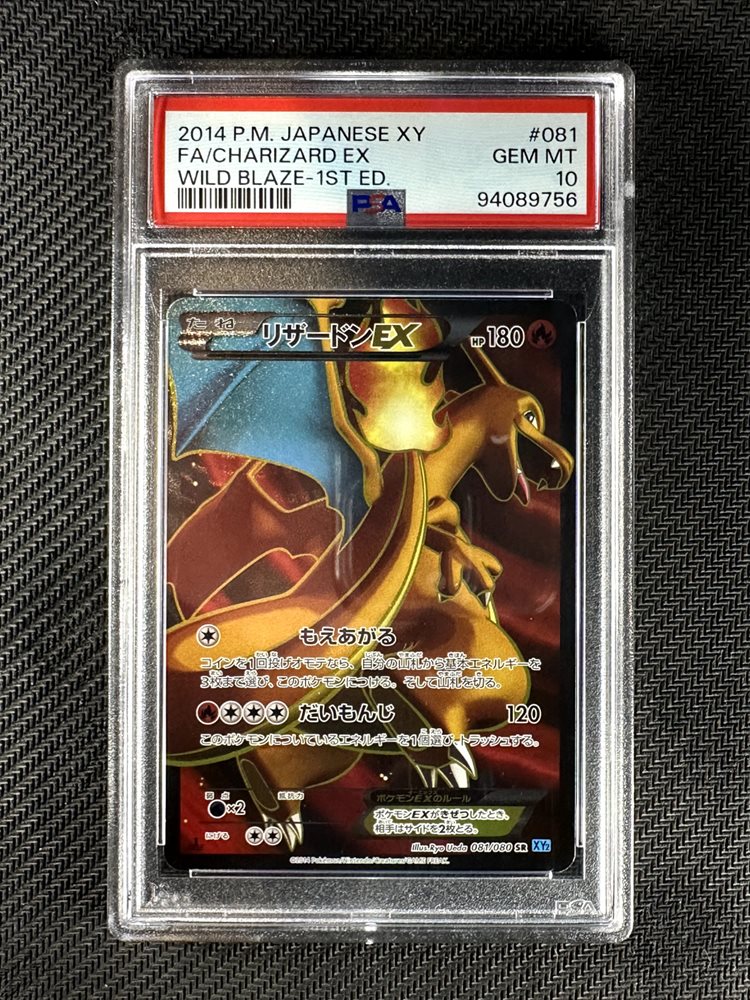 2014 P.M. JAPANESE XY #081
FA/CHARIZARD EX GEM MT
WILD BLAZE-1ST ED. 10
94089756
PSA
たね リザードンEX HP180
もえあがる
コインを1回投げオモテなら、自分の山札から基本エネルギーを
3枚まで選び、このポケモンにつける。そして山札を切る。
だいもんじ 120
このポケモンについているエネルギーを1個選び、トラッシュする。
弱点 抵抗力
×2
にげる
ポケモンEXのルール
ポケモンEXがきぜつしたとき、
相手はサイドを2枚とる。
Illus.Ryo Ueda 081/080 SR XY2
©2014 Pokémon/Nintendo/Creatures/GAME FREAK.
PSA